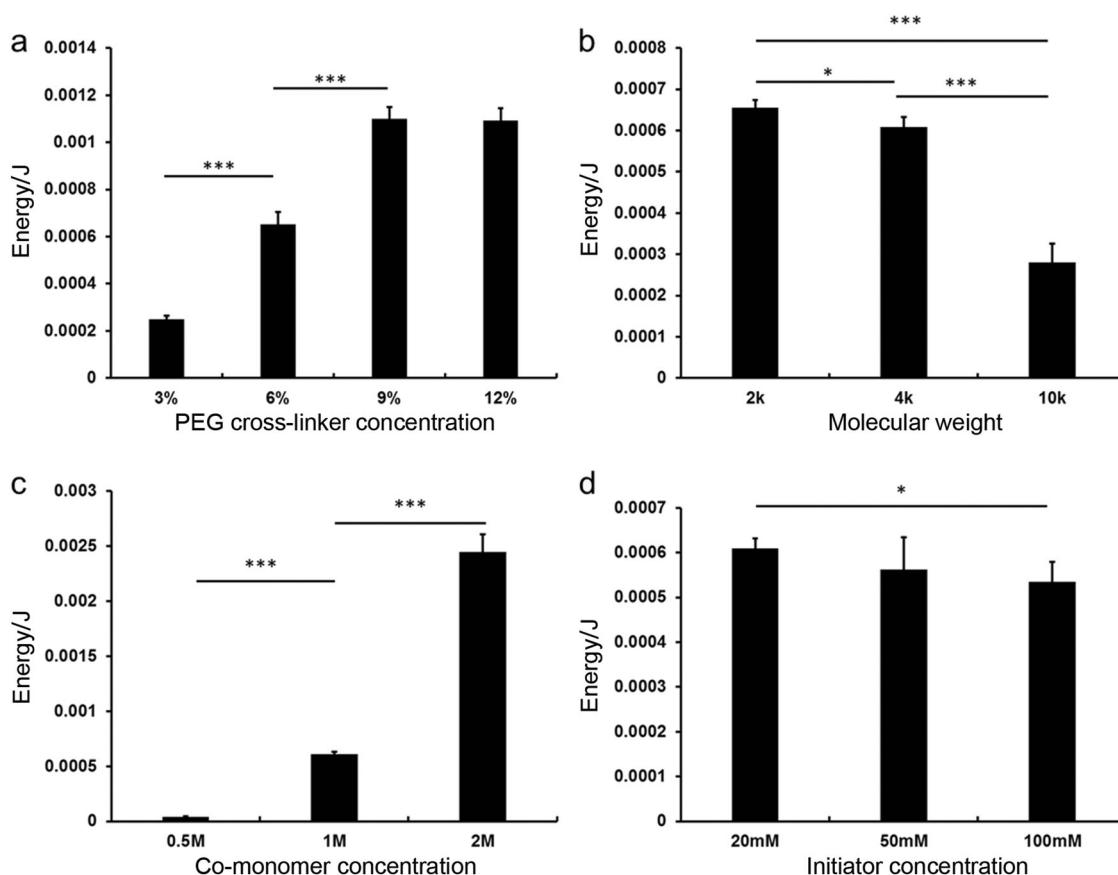 a
0.0014
0.0012
0.001
0.0008
0.0006
0.0004
0.0002
0
Energy/J
***
***
3% 6% 9% 12%
PEG cross-linker concentration
b
0.0008
0.0007
0.0006
0.0005
0.0004
0.0003
0.0002
0.0001
0
Energy/J
***
*
***
2k 4k 10k
Molecular weight
c
0.003
0.0025
0.002
0.0015
0.001
0.0005
0
Energy/J
***
***
0.5M 1M 2M
Co-monomer concentration
d
0.0007
0.0006
0.0005
0.0004
0.0003
0.0002
0.0001
0
Energy/J
*
20mM 50mM 100mM
Initiator concentration